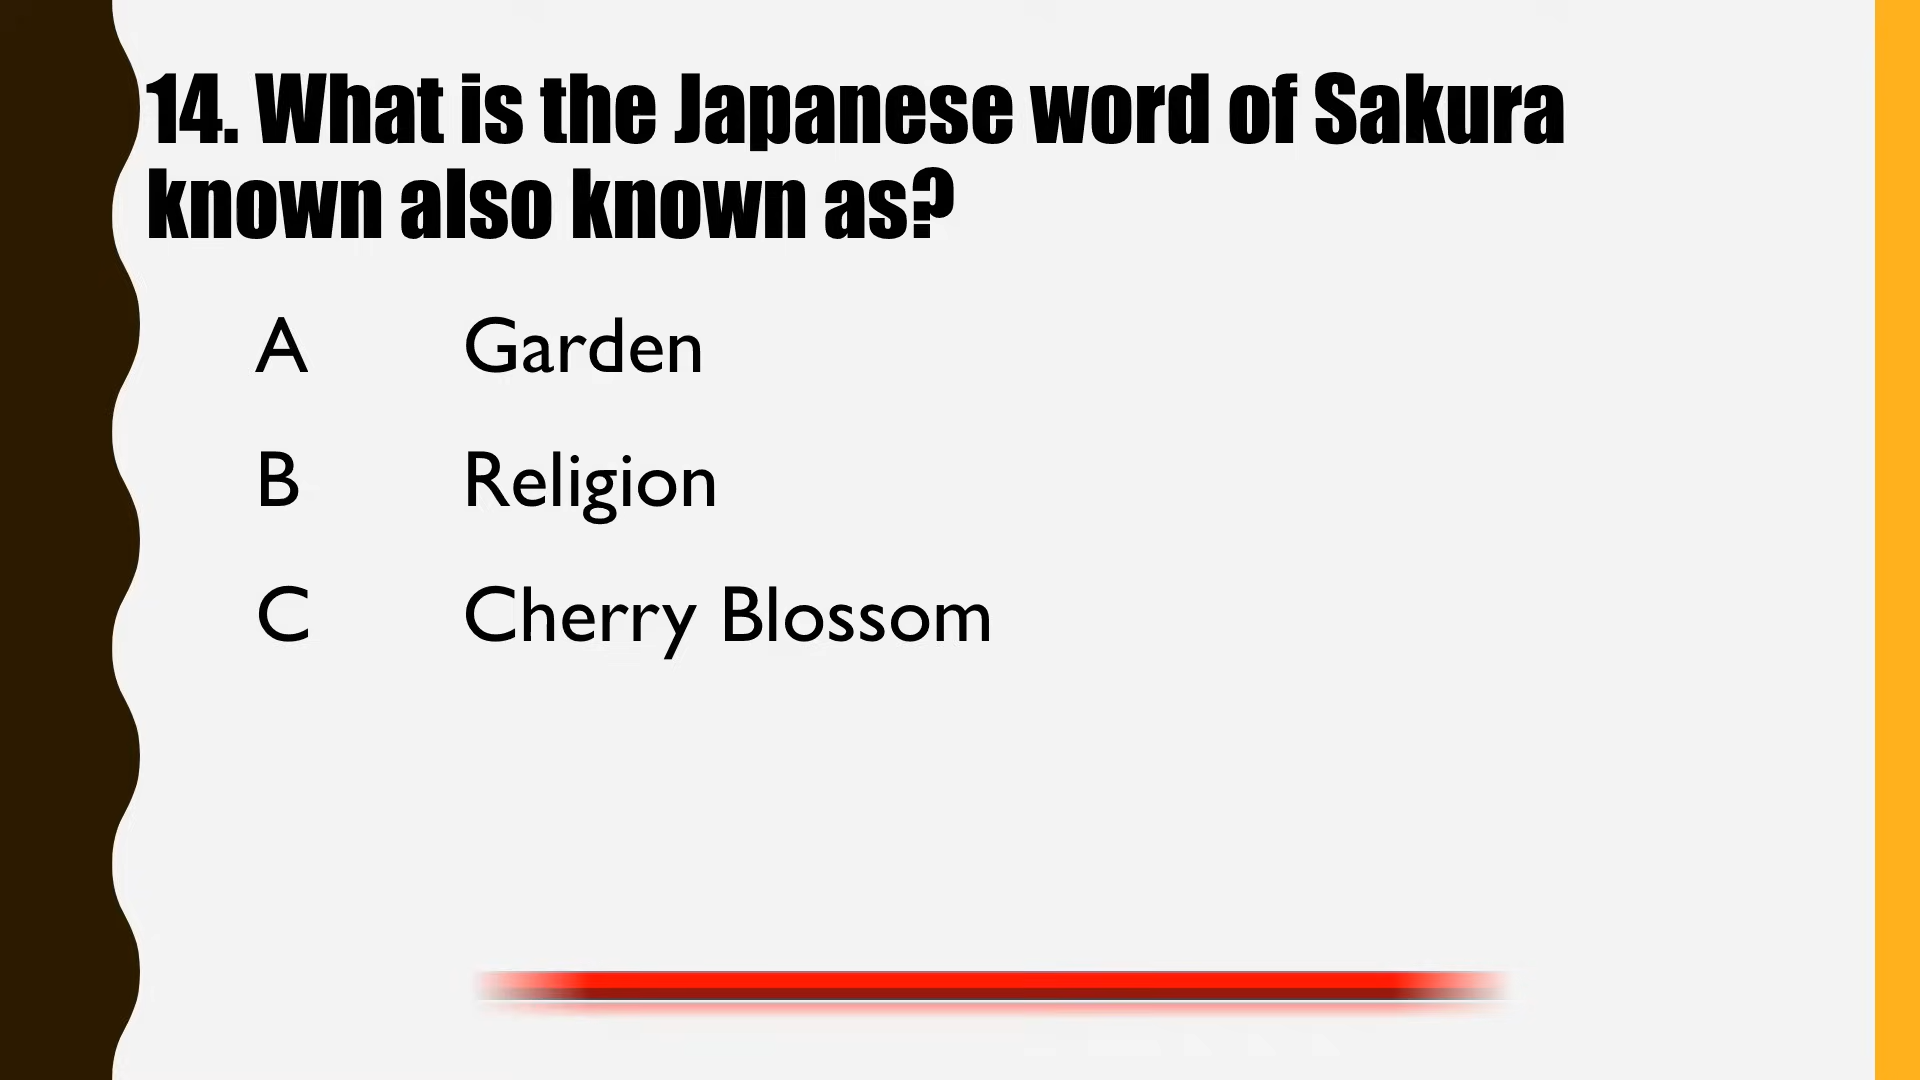 14. What is the Japanese word of Sakura
known also known as?
A Garden
B Religion
C Cherry Blossom